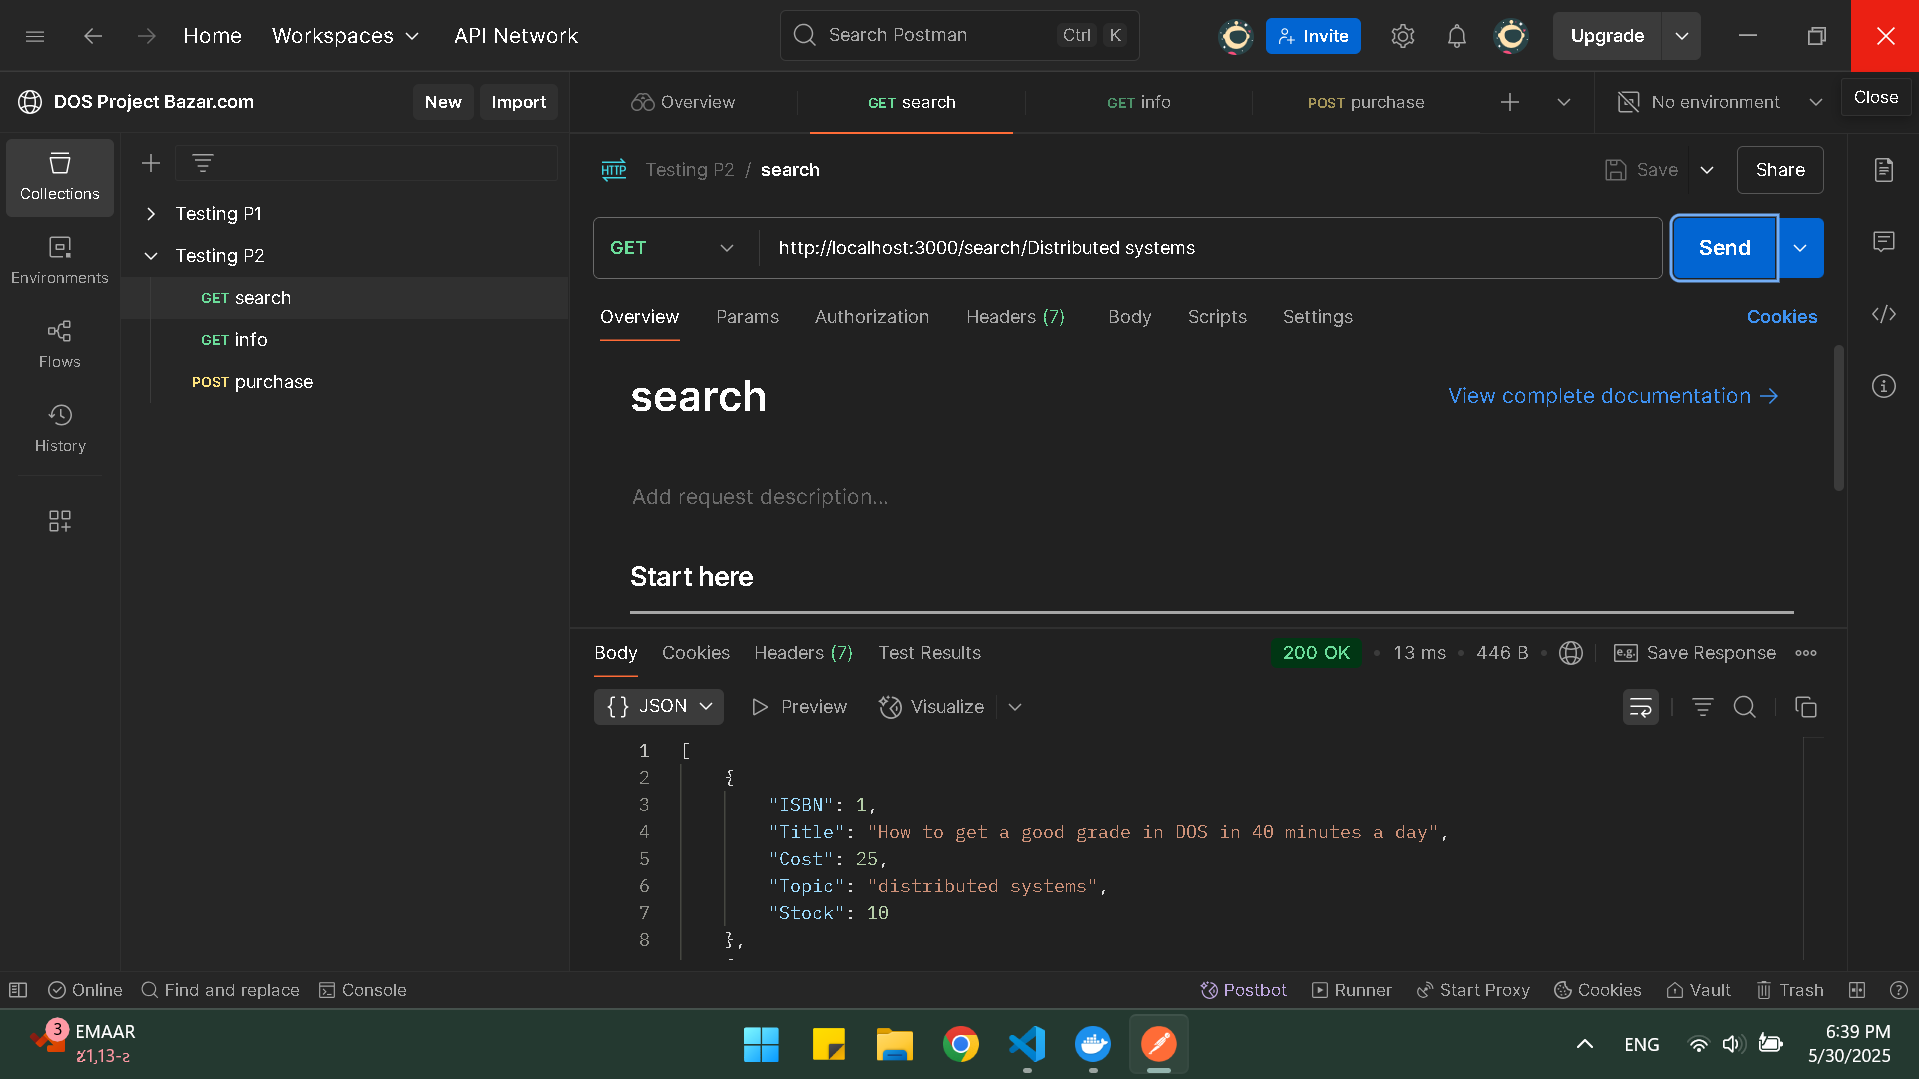 Home
Workspaces
API Network
Search Postman
Ctrl
K
Invite
Upgrade
DOS Project Bazar.com
New
Import
Overview
GET search
GET info
POST purchase
No environment
Close
Collections
Environments
Flows
History
Testing P1
Testing P2
GET search
GET info
POST purchase
HTTP
Testing P2 / search
Save
Share
GET
http://localhost:3000/search/Distributed systems
Send
Overview
Params
Authorization
Headers (7)
Body
Scripts
Settings
Cookies
search
View complete documentation →
Add request description...
Start here
Body
Cookies
Headers (7)
Test Results
200 OK • 13 ms • 446 B •
e.g. Save Response
{} JSON
Preview
Visualize
1 [
2 {
3 "ISBN": 1,
4 "Title": "How to get a good grade in DOS in 40 minutes a day",
5 "Cost": 25,
6 "Topic": "distributed systems",
7 "Stock": 10
8 },
Online
Find and replace
Console
Postbot
Runner
Start Proxy
Cookies
Vault
Trash
3
EMAAR
ENG
6:39 PM
5/30/2025